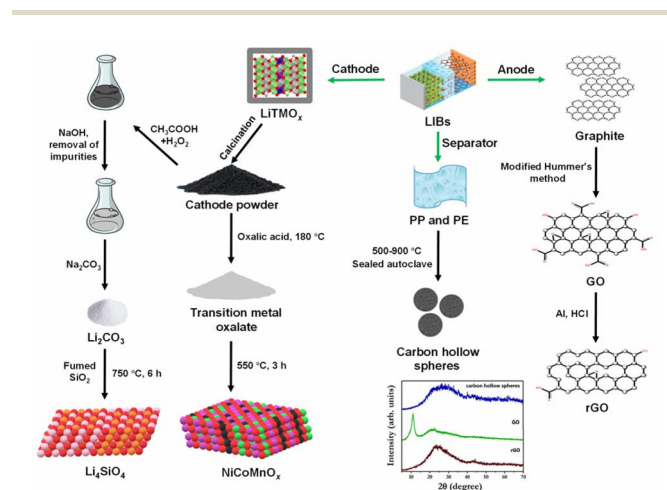 Cathode
Anode
LiTMOx
LIBs
Graphite
NaOH,
removal of
impurities
CH3COOH
+H2O2
Calcination
Separator
Modified Hummer's
method
Cathode powder
PP and PE
Na2CO3
Oxalic acid, 180 °C
500-900 °C
Sealed autoclave
GO
Li2CO3
Transition metal
oxalate
Carbon hollow
spheres
Al, HCl
Fumed
SiO2
750 °C, 6 h
550 °C, 3 h
rGO
Li4SiO4
NiCoMnOx
Intensity (arb. units)
carbon hollow spheres
GO
rGO
10 20 30 40 50 60 70
2θ (degree)